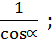 1
cos∝ ;